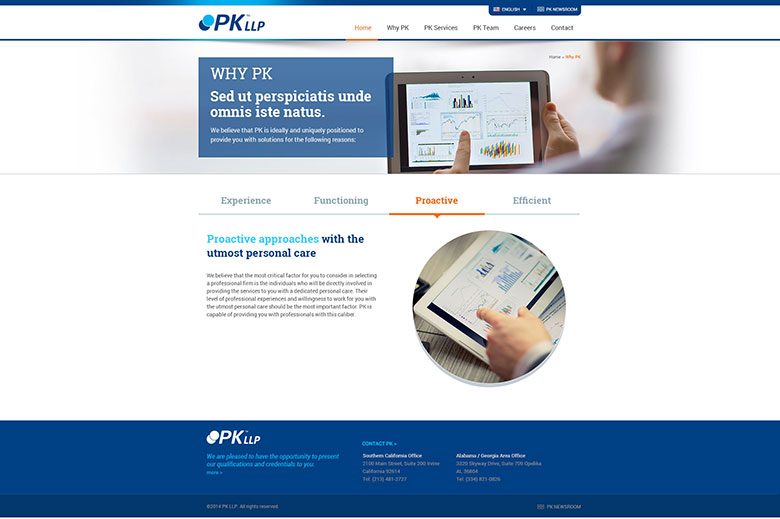 ENGLISH
PK NEWSROOM
PK™ LLP
Home
Why PK
PK Services
PK Team
Careers
Contact
Home » Why PK
WHY PK
Sed ut perspiciatis unde
omnis iste natus.
We believe that PK is ideally and uniquely positioned to
provide you with solutions for the following reasons:
Experience
Functioning
Proactive
Efficient
Proactive approaches with the
utmost personal care
We believe that the most critical factor for you to consider in selecting
a professional firm is the individuals who will be directly involved in
providing the services to you with a dedicated personal care. Their
level of professional experiences and willingness to work for you with
the utmost personal care should be the most important factor. PK is
capable of providing you with professionals with this caliber.
PK™ LLP
We are pleased to have the opportunity to present
our qualifications and credentials to you.
more »
CONTACT PK »
Southern California Office
2100 Main Street, Suite 200 Irvine
California 92614
Tel: (213) 481-2737
Alabama / Georgia Area Office
3320 Skyway Drive, Suite 706 Opelika
AL 36804
Tel: (334) 821-0826
©2014 PK LLP. All rights reserved.
PK NEWSROOM